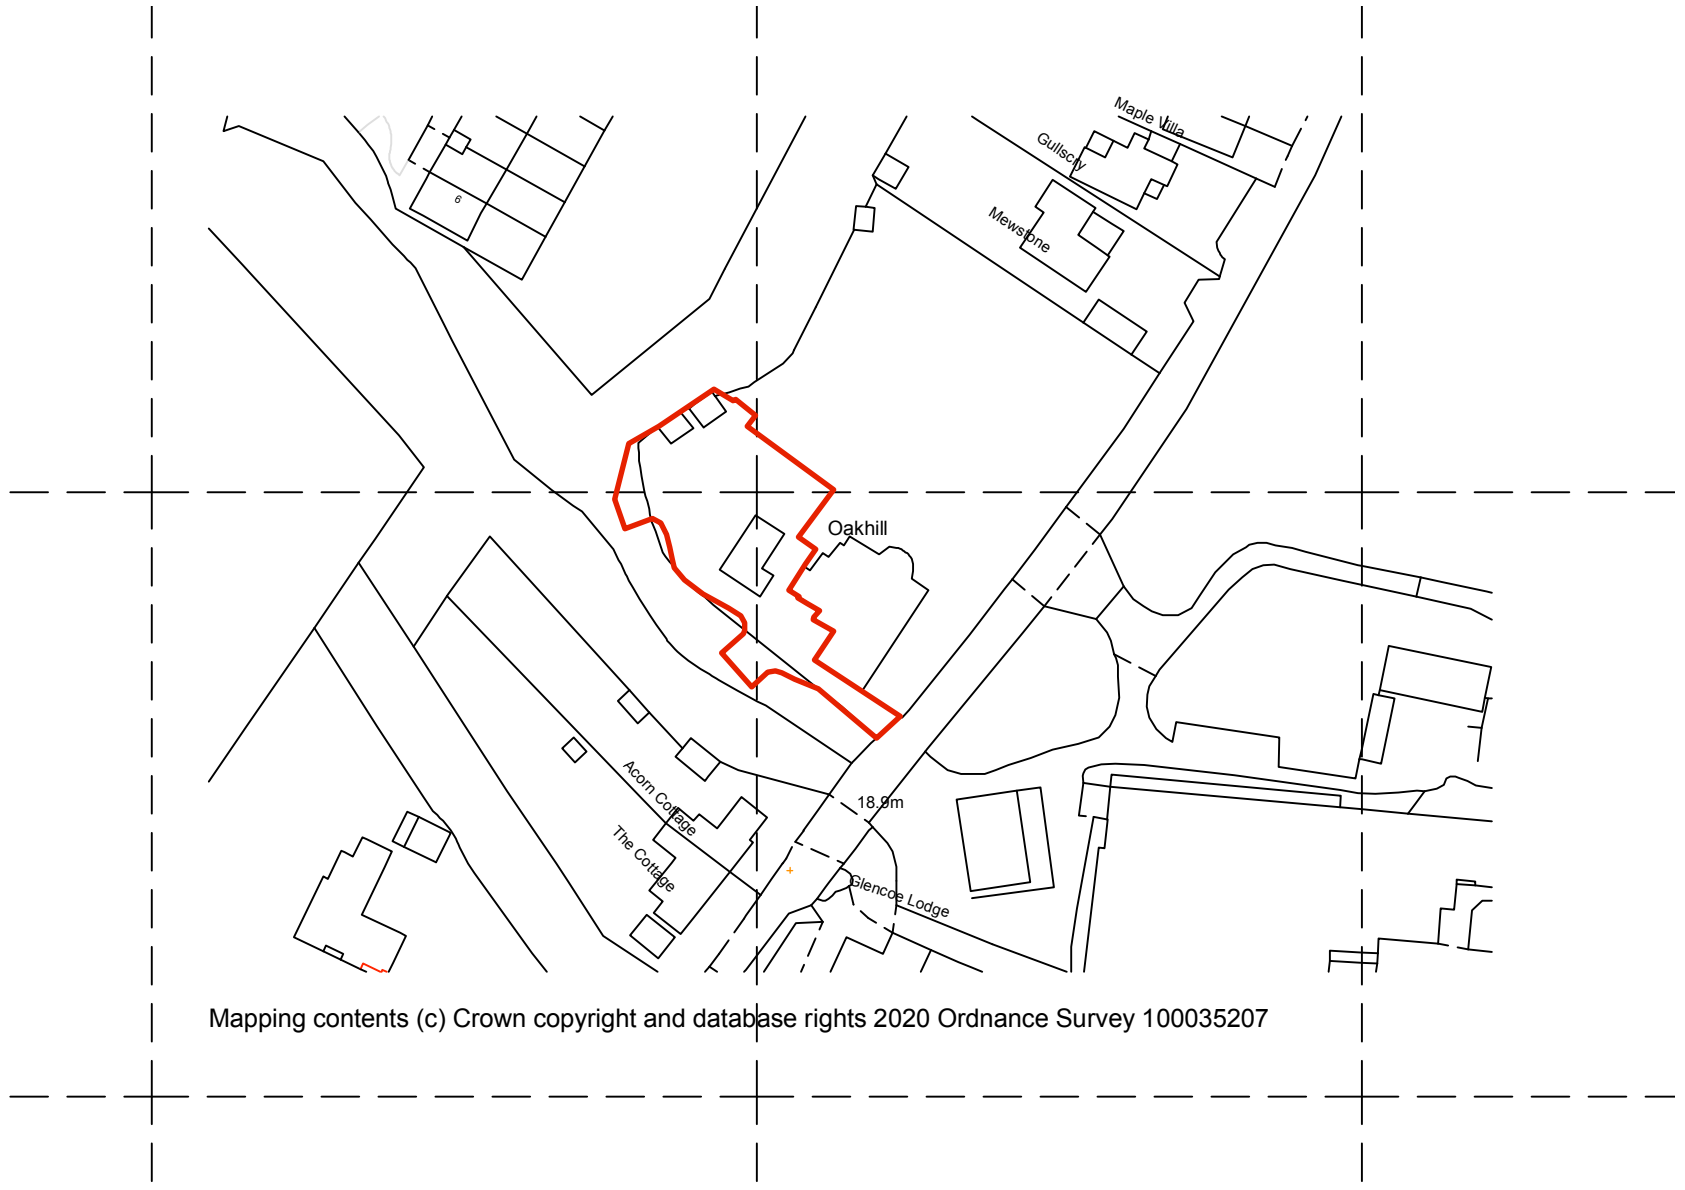 Maple Villa
Gullscry
6
Mewstone
Oakhill
Acorn Cottage
18.9m
The Cottage
Glencoe Lodge
Mapping contents (c) Crown copyright and database rights 2020 Ordnance Survey 100035207